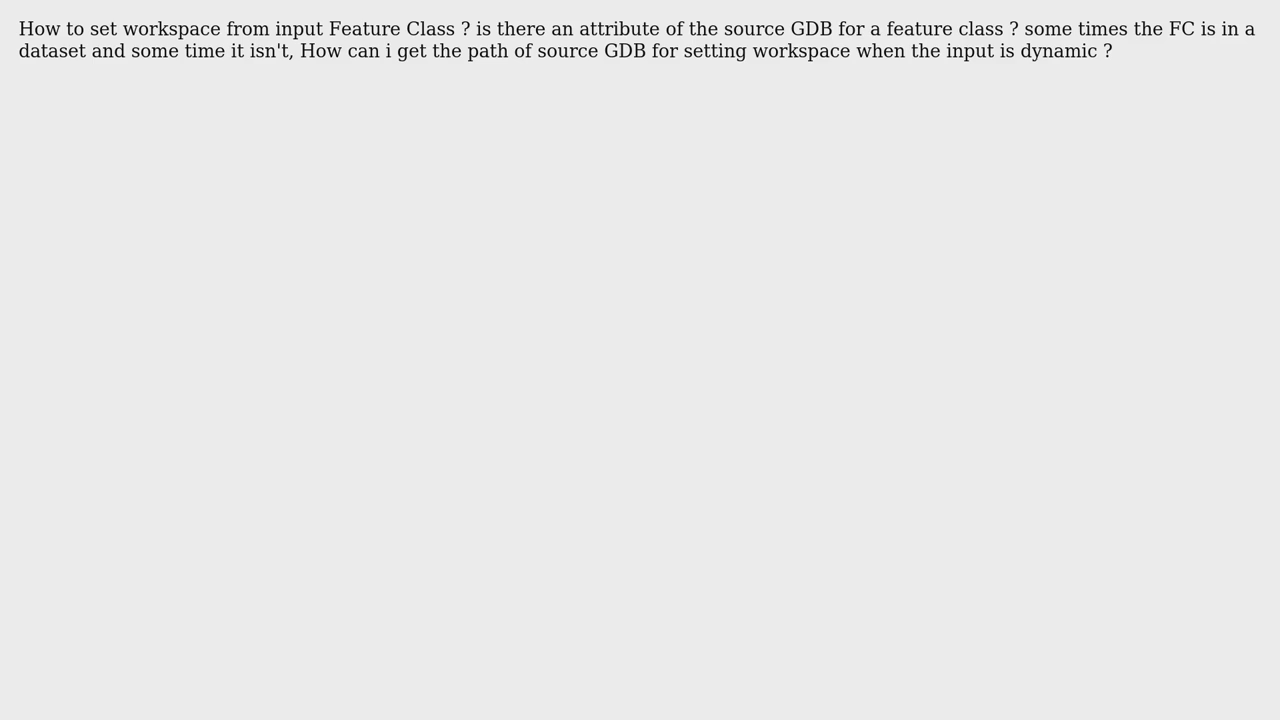 How to set workspace from input Feature Class ? is there an attribute of the source GDB for a feature class ? some times the FC is in a
dataset and some time it isn't, How can i get the path of source GDB for setting workspace when the input is dynamic ?